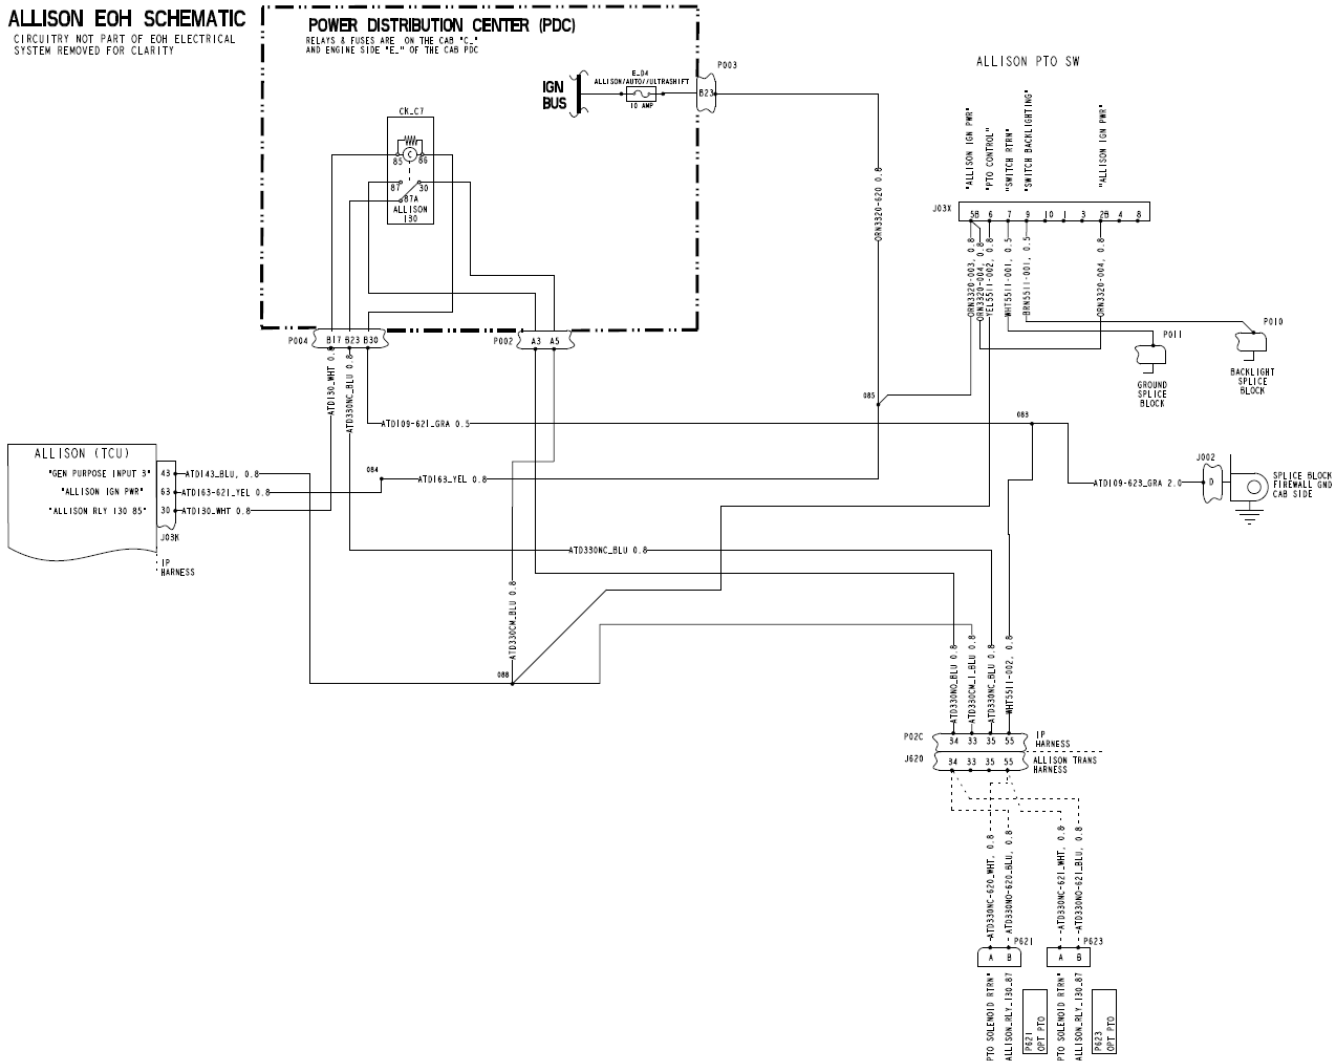 ALLISON EOH SCHEMATIC
CIRCUITRY NOT PART OF EOH ELECTRICAL
SYSTEM REMOVED FOR CLARITY
POWER DISTRIBUTION CENTER (PDC)
RELAYS & FUSES ARE ON THE CAB "C_"
AND ENGINE SIDE "E_" OF THE CAB PDC
IGN
BUS
E_04
ALLISON/AUTO//ULTRASHIFT
10 AMP
P003
B23
CK_C7
C
85 86
87 30
87A
ALLISON
130
P004 B17 B23 B30
P002 A3 A5
ALLISON PTO SW
"ALLISON IGN PWR"
"PTO CONTROL"
"SWITCH RTRN"
"SWITCH BACKLIGHTING"
"ALLISON IGN PWR"
J03X
5B 6 7 9 10 1 3 2B 4 8
ORN3320-620 0.8
ORN3320-003, 0.8
ORN3320-004, 0.8
YEL5511-002, 0.8
WHT5511-001, 0.5
BRN5511-001, 0.5
ORN3320-004, 0.8
P011
GROUND
SPLICE
BLOCK
P010
BACKLIGHT
SPLICE
BLOCK
ATD130_WHT 0.8
ATD330NC_BLU 0.8
ATD109-621_GRA 0.5
085
083
ALLISON (TCU)
"GEN PURPOSE INPUT 3" 43 ATD143_BLU, 0.8
"ALLISON IGN PWR" 63 ATD163-621_YEL 0.8
"ALLISON RLY 130 85" 30 ATD130_WHT 0.8
J03K
IP
HARNESS
084
ATD163_YEL 0.8
J002
D
ATD109-623_GRA 2.0
SPLICE BLOCK
FIREWALL GND
CAB SIDE
ATD330NC_BLU 0.8
ATD330CM_BLU 0.8
088
ATD330NO_BLU 0.8
ATD330CM_1_BLU 0.8
ATD330NC_BLU 0.8
WHT5511-002, 0.8
P02C 34 33 35 55
IP
HARNESS
J620 34 33 35 55
ALLISON TRANS
HARNESS
ATD330NC-620_WHT, 0.8
ATD330NO-620_BLU, 0.8
ATD330NC-621_WHT, 0.8
ATD330NO-621_BLU, 0.8
P621
A B
P623
A B
PTO SOLENOID RTRN"
ALLISON_RLY_130_87
P621
OPT PTO
PTO SOLENOID RTRN"
ALLISON_RLY_130_87
P623
OPT PTO